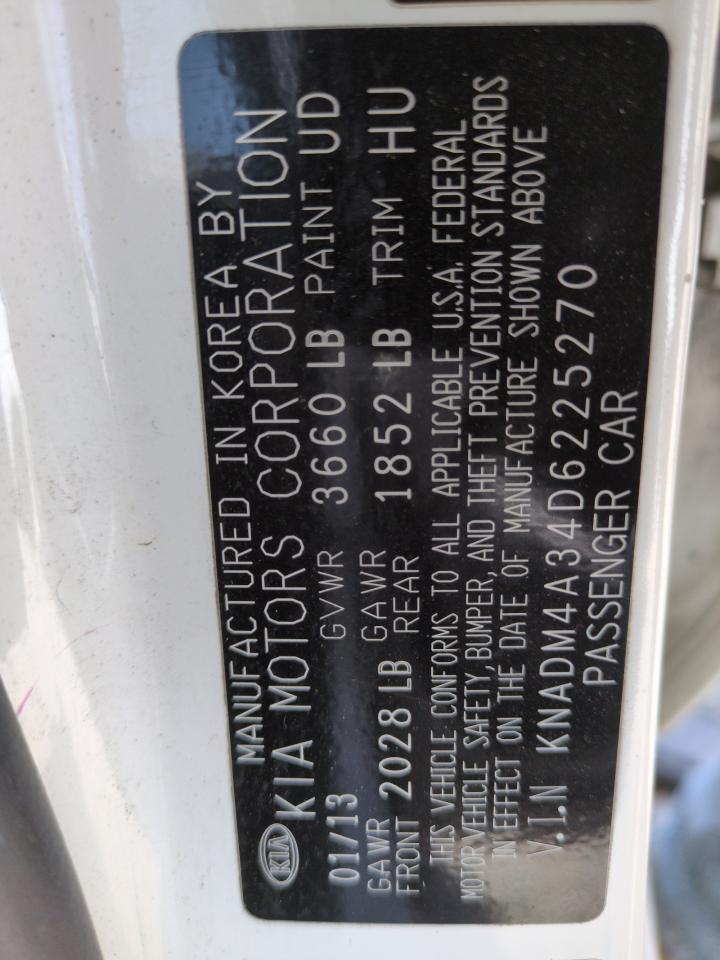 KIA
MANUFACTURED IN KOREA BY
KIA MOTORS CORPORATION
01/13 GVWR 3660 LB PAINT UD
GAWR FRONT 2028 LB GAWR REAR 1852 LB TRIM HU
THIS VEHICLE CONFORMS TO ALL APPLICABLE U.S.A. FEDERAL
MOTOR VEHICLE SAFETY, BUMPER, AND THEFT PREVENTION STANDARDS
IN EFFECT ON THE DATE OF MANUFACTURE SHOWN ABOVE
V.I.N KNADM4A34D6225270
PASSENGER CAR